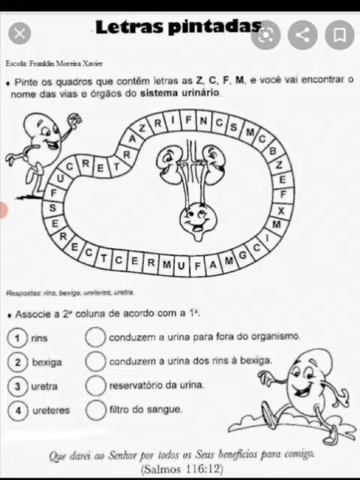 Letras pintadas
Escola: Franklin Moreira Xavier
• Pinte os quadros que contêm letras as Z, C, F, M, e você vai encontrar o
nome das vias e órgãos do sistema urinário.
U C R E T R A Z R I F N C S M C B Z E F X M I C G M A F U M R E C T C E R E S F
Respostas: rins, bexiga, ureteres, uretra.
• Associe a 2ª coluna de acordo com a 1ª.
1 rins conduzem a urina para fora do organismo.
2 bexiga conduzem a urina dos rins à bexiga.
3 uretra reservatório da urina.
4 ureteres filtro do sangue.
Que darei ao Senhor por todos os Seus benefícios para comigo.
(Salmos 116:12)